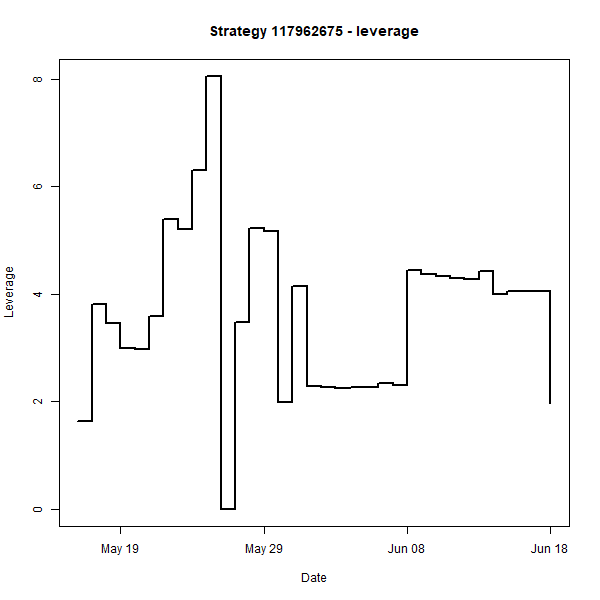 Strategy 117962675 - leverage
Leverage
8
6
4
2
0
May 19
May 29
Jun 08
Jun 18
Date